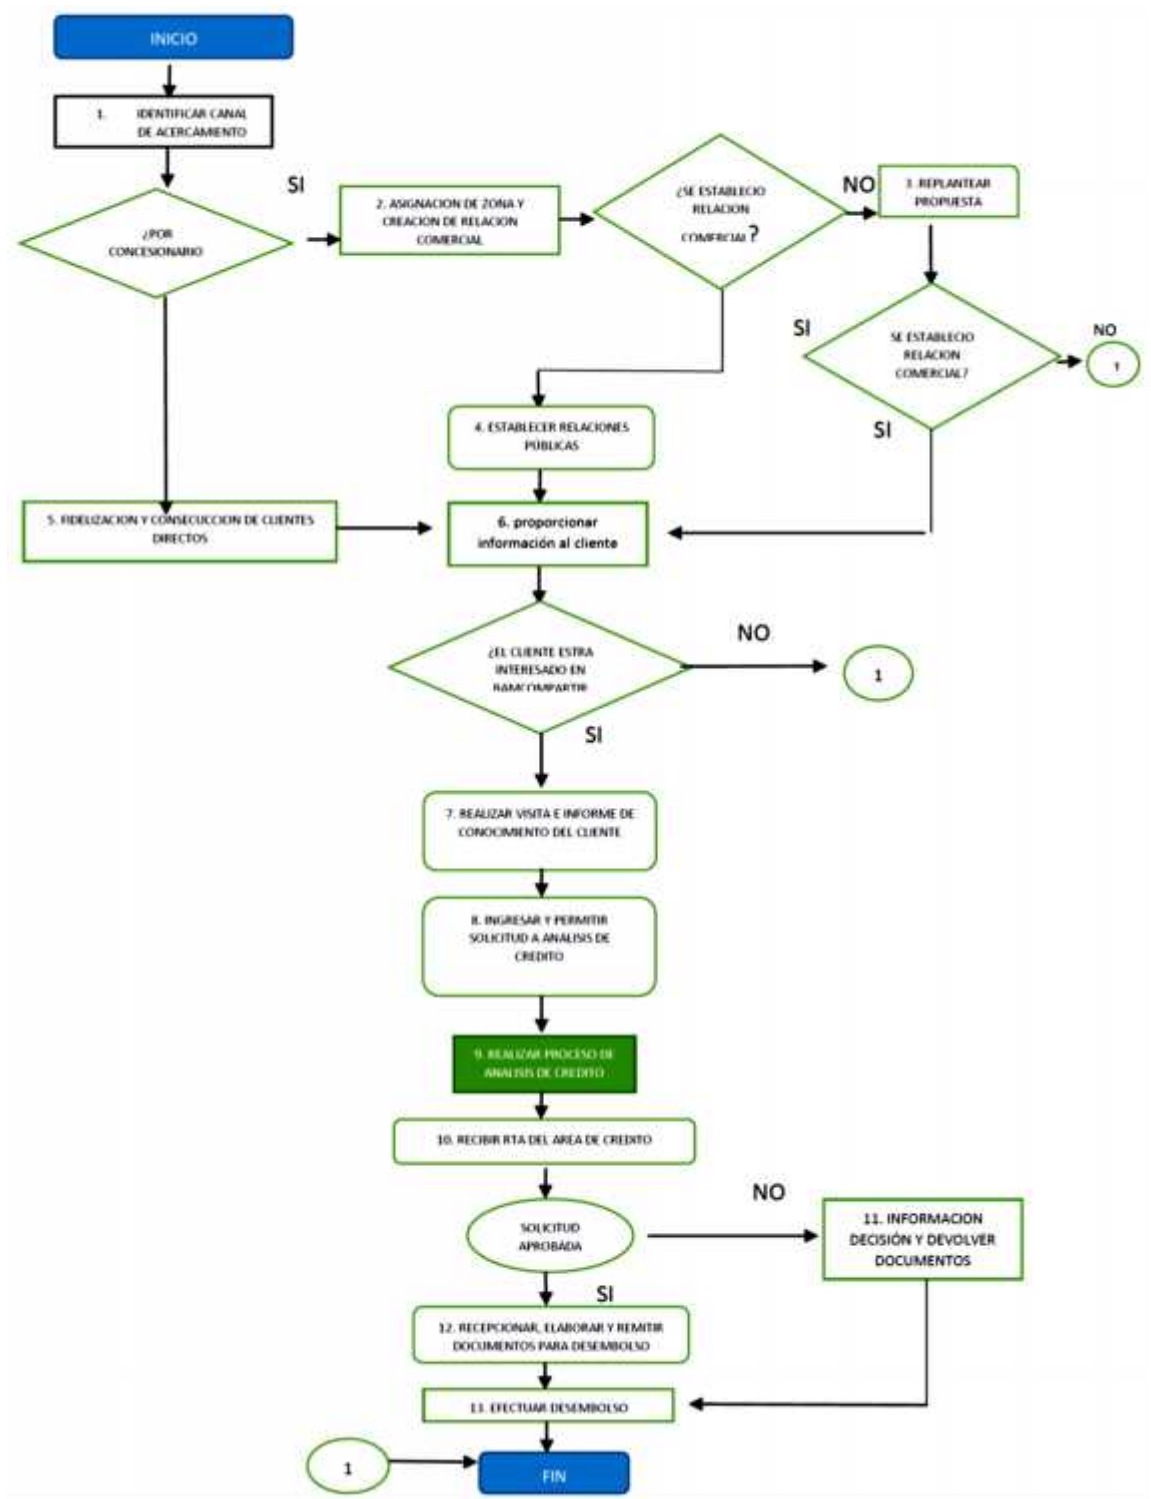 INICIO
1. IDENTIFICAR CANAL
DE ACERCAMIENTO
¿POR
CONCESIONARIO
SI
2. ASIGNACION DE ZONA Y
CREACION DE RELACION
COMERCIAL
¿SE ESTABLECIO
RELACION
COMERCIAL?
NO
3. REPLANTEAR
PROPUESTA
SI
SE ESTABLECIO
RELACION
COMERCIAL?
NO
1
SI
4. ESTABLECER RELACIONES
PÚBLICAS
5. FIDELIZACION Y CONSECUCCION DE CLIENTES
DIRECTOS
6. proporcionar
información al cliente
¿EL CLIENTE ESTRA
INTERESADO EN
BAMCOMPARTIR
NO
1
SI
7. REALIZAR VISITA E INFORME DE
CONOCIMIENTO DEL CLIENTE
8. INGRESAR Y PERMITIR
SOLICITUD A ANALISIS DE
CREDITO
9. REALIZAR PROCESO DE
ANALISIS DE CREDITO
10. RECIBIR RTA DEL AREA DE CREDITO
SOLICITUD
APROBADA
NO
11. INFORMACION
DECISIÓN Y DEVOLVER
DOCUMENTOS
SI
12. RECEPCIONAR, ELABORAR Y REMITIR
DOCUMENTOS PARA DESEMBOLSO
13. EFECTUAR DESEMBOLSO
1
FIN